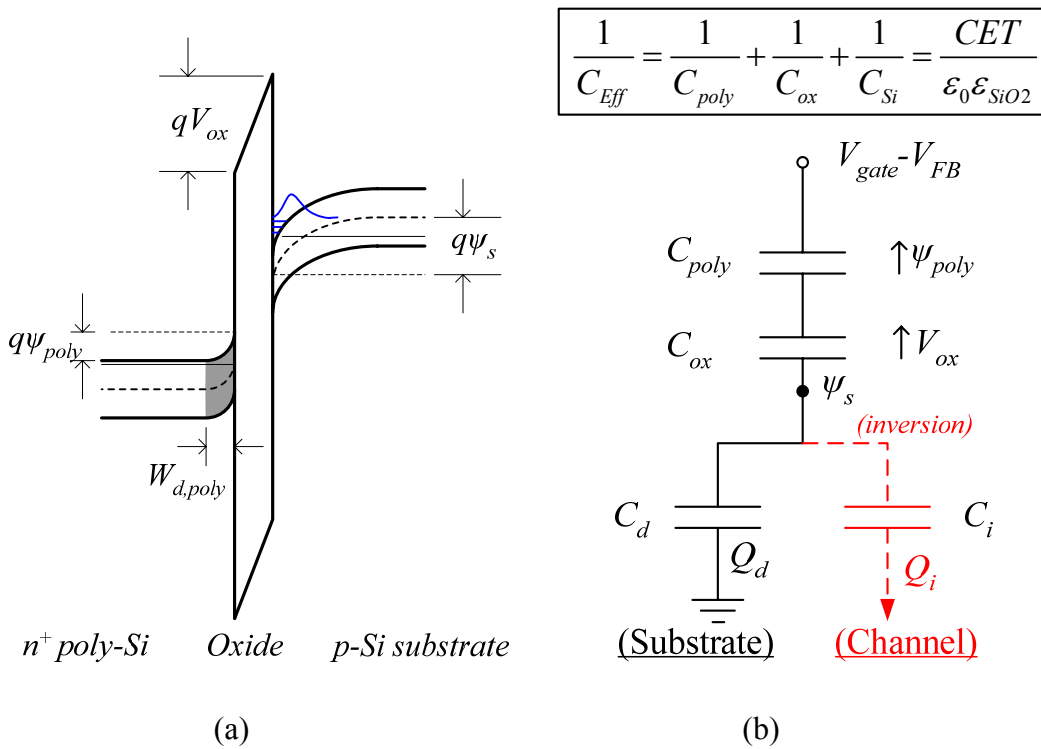 1/C_Eff = 1/C_poly + 1/C_ox + 1/C_Si = CET/ε₀ε_SiO2
qV_ox
qψ_s
qψ_poly
W_d,poly
n⁺ poly-Si Oxide p-Si substrate
(a)
V_gate-V_FB
C_poly ↑ψ_poly
C_ox ↑V_ox
ψ_s
(inversion)
C_d C_i
Q_d Q_i
(Substrate) (Channel)
(b)